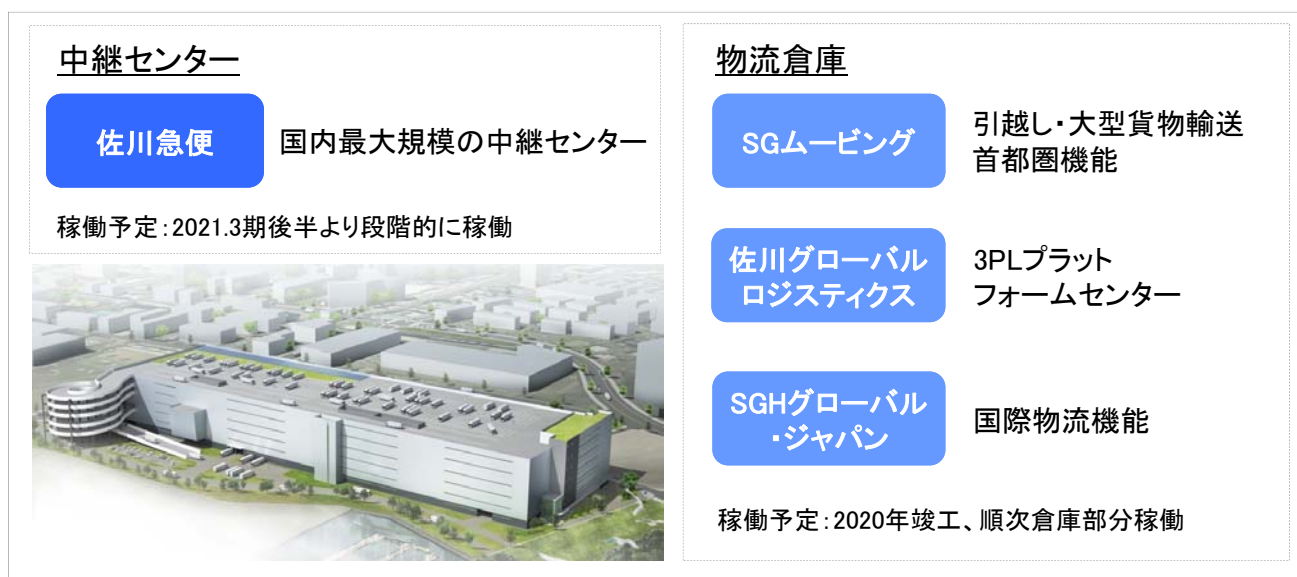 中継センター
佐川急便
国内最大規模の中継センター
稼働予定:2021.3期後半より段階的に稼働
物流倉庫
SGムービング
引越し・大型貨物輸送
首都圏機能
佐川グローバル
ロジスティクス
3PLプラット
フォームセンター
SGHグローバル
・ジャパン
国際物流機能
稼働予定:2020年竣工、順次倉庫部分稼働